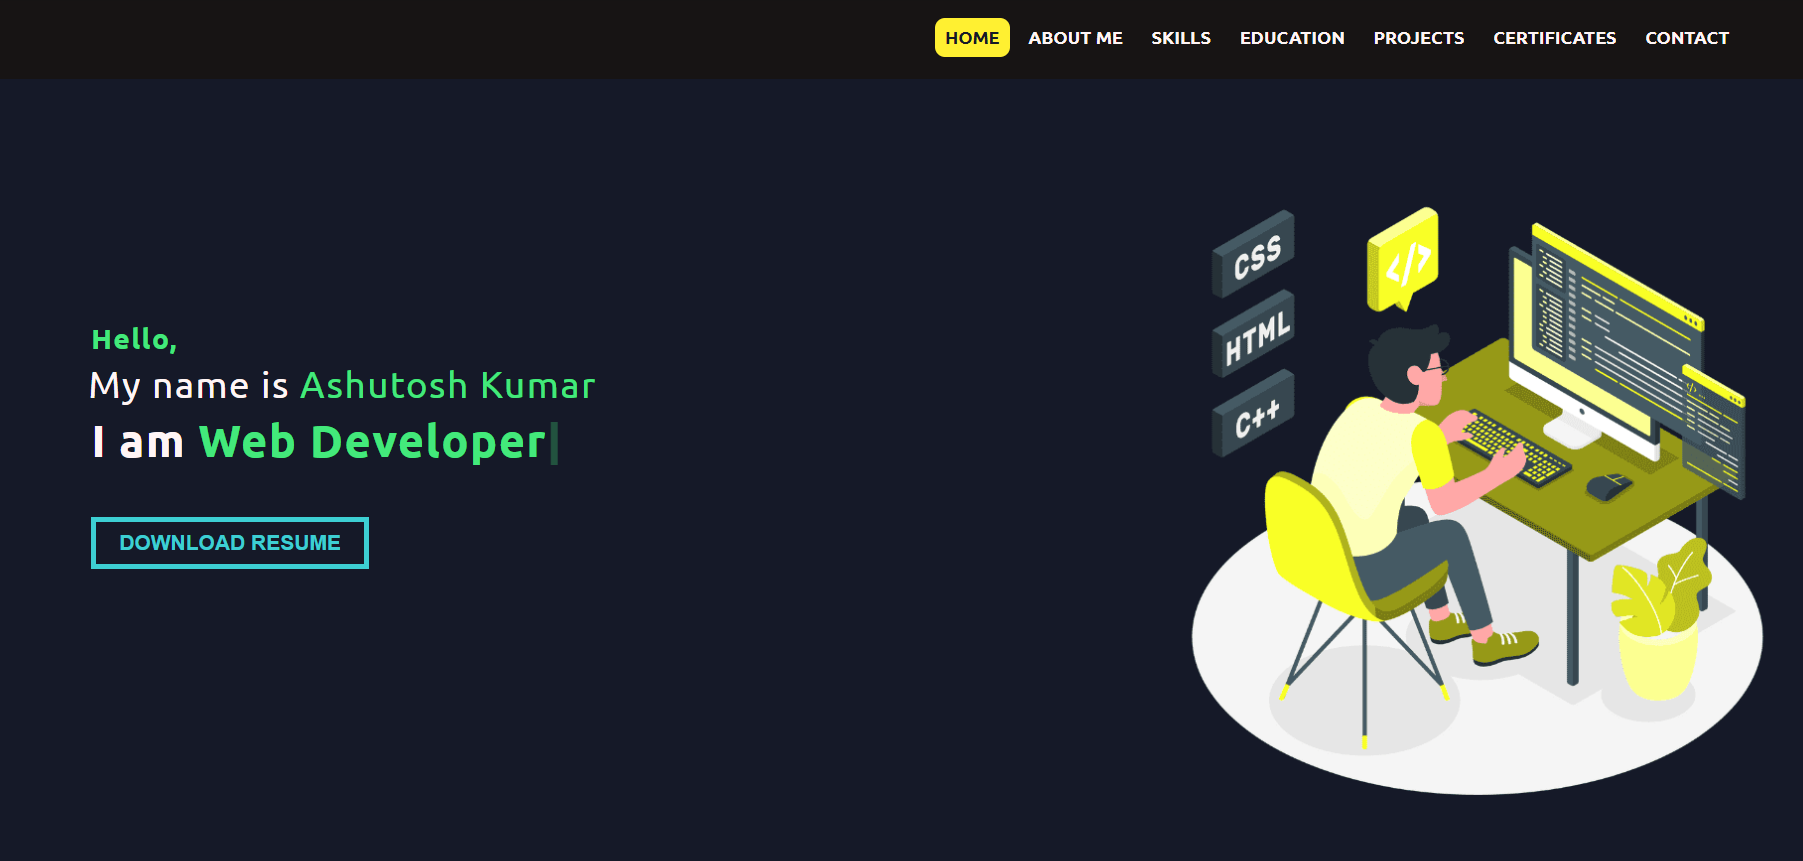 HOME ABOUT ME SKILLS EDUCATION PROJECTS CERTIFICATES CONTACT
Hello,
My name is Ashutosh Kumar
I am Web Developer
DOWNLOAD RESUME
CSS
</>
HTML
C++